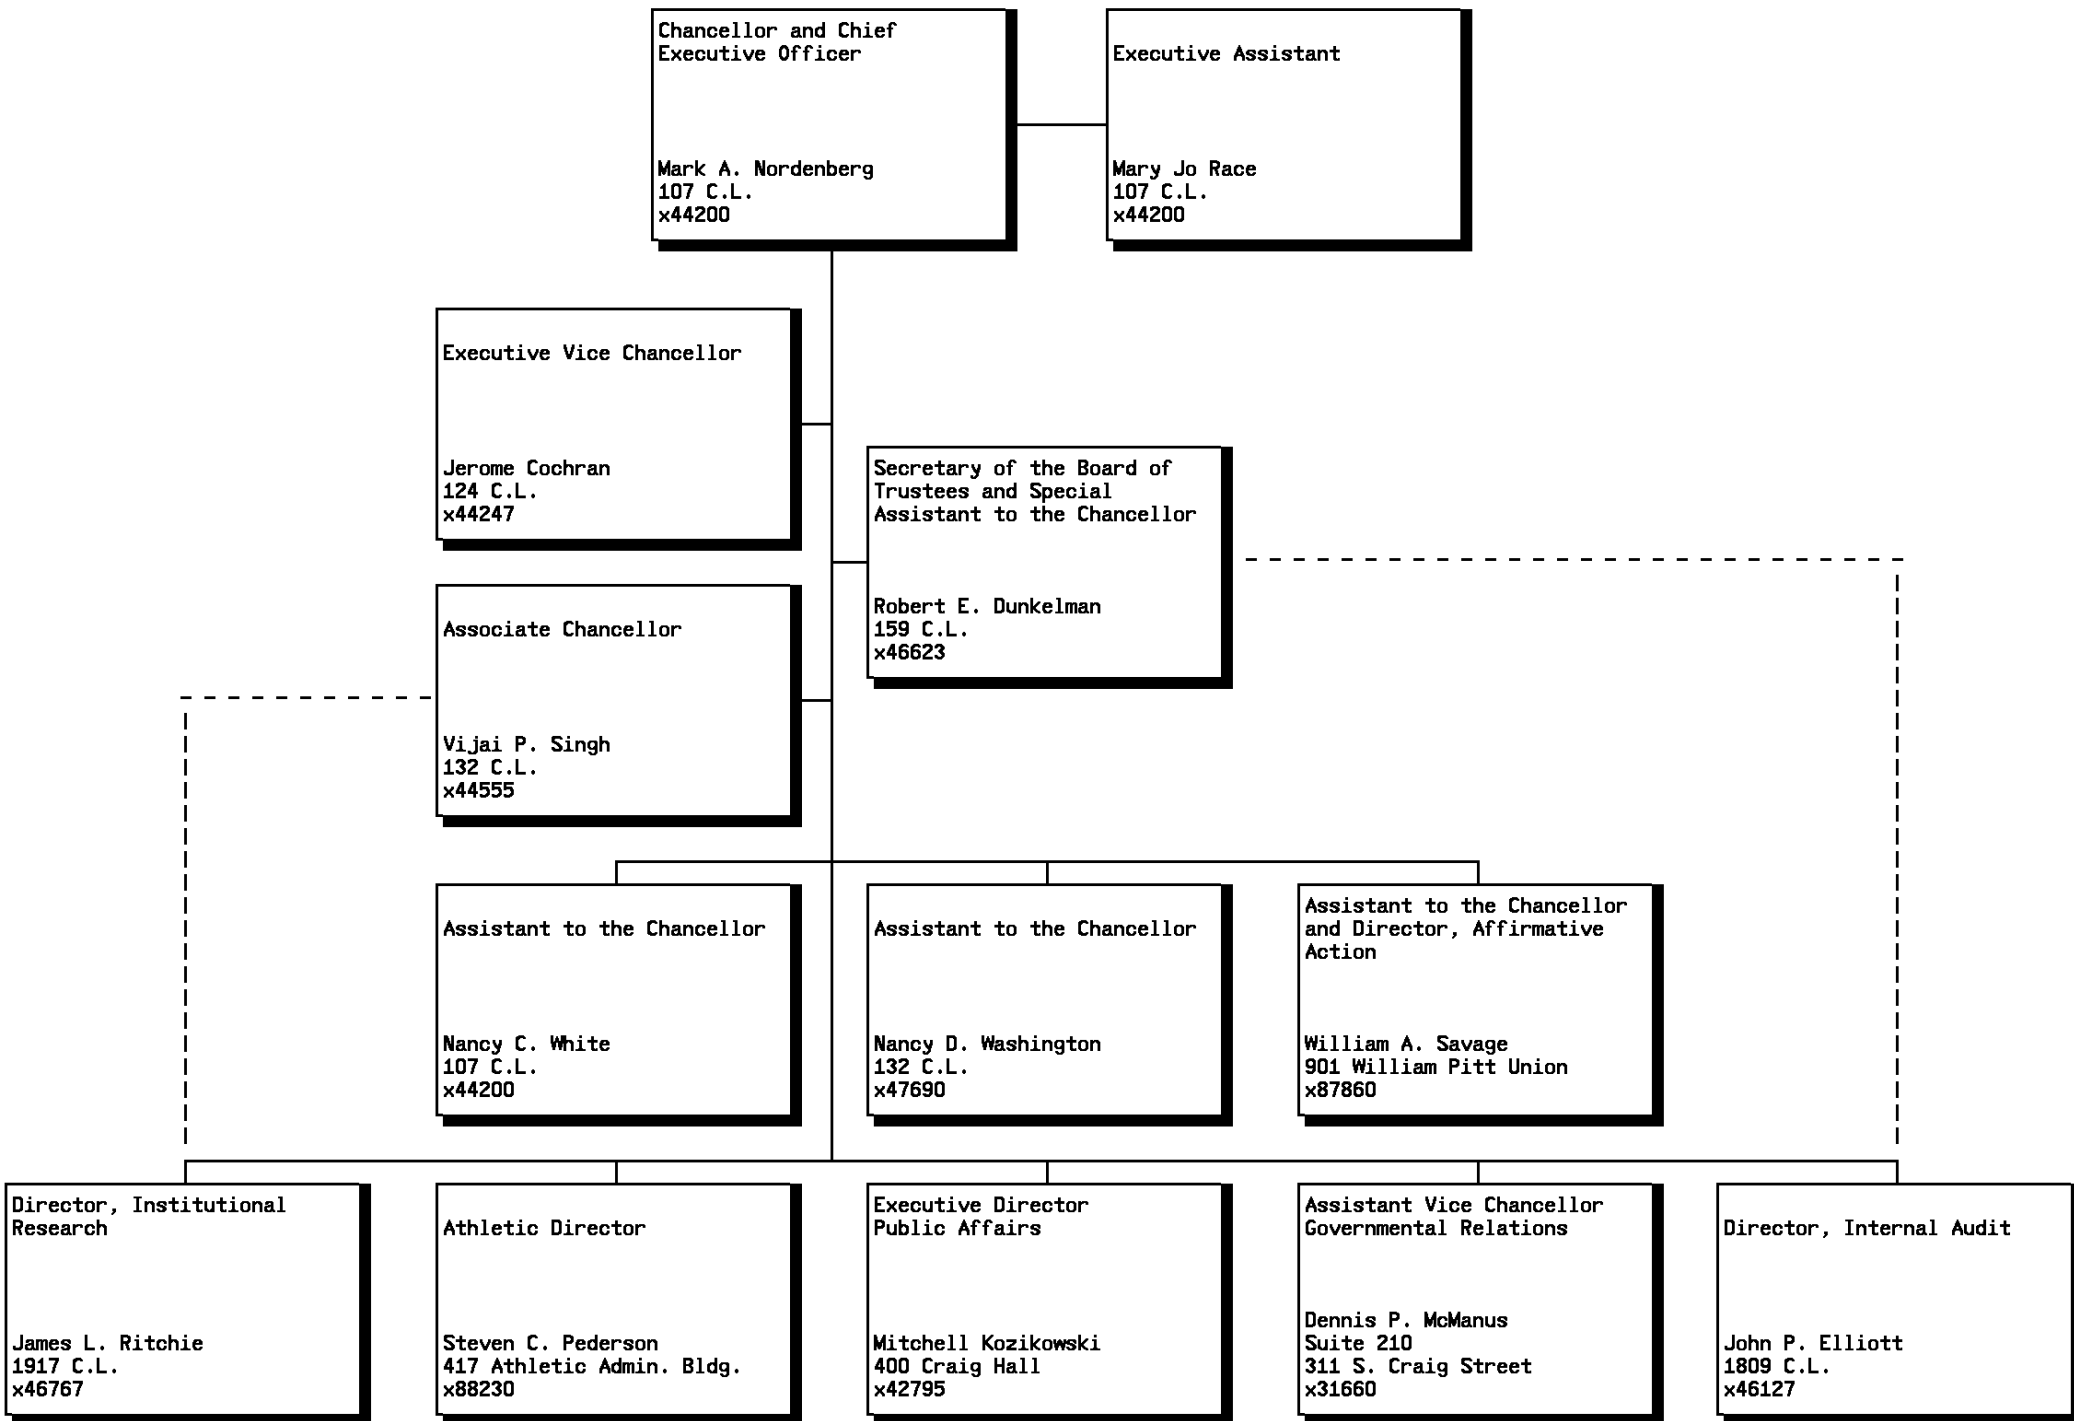 Chancellor and Chief
Executive Officer
Mark A. Nordenberg
107 C.L.
x44200
Executive Assistant
Mary Jo Race
107 C.L.
x44200
Executive Vice Chancellor
Jerome Cochran
124 C.L.
x44247
Secretary of the Board of
Trustees and Special
Assistant to the Chancellor
Robert E. Dunkelman
159 C.L.
x46623
Associate Chancellor
Vijai P. Singh
132 C.L.
x44555
Assistant to the Chancellor
Nancy C. White
107 C.L.
x44200
Assistant to the Chancellor
Nancy D. Washington
132 C.L.
x47690
Assistant to the Chancellor
and Director, Affirmative
Action
William A. Savage
901 William Pitt Union
x87860
Director, Institutional
Research
James L. Ritchie
1917 C.L.
x46767
Athletic Director
Steven C. Pederson
417 Athletic Admin. Bldg.
x88230
Executive Director
Public Affairs
Mitchell Kozikowski
400 Craig Hall
x42795
Assistant Vice Chancellor
Governmental Relations
Dennis P. McManus
Suite 210
311 S. Craig Street
x31660
Director, Internal Audit
John P. Elliott
1809 C.L.
x46127